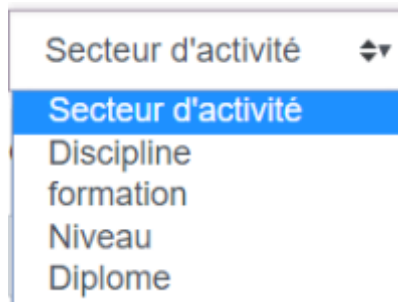 Secteur d'activité
Secteur d'activité
Discipline
formation
Niveau
Diplome